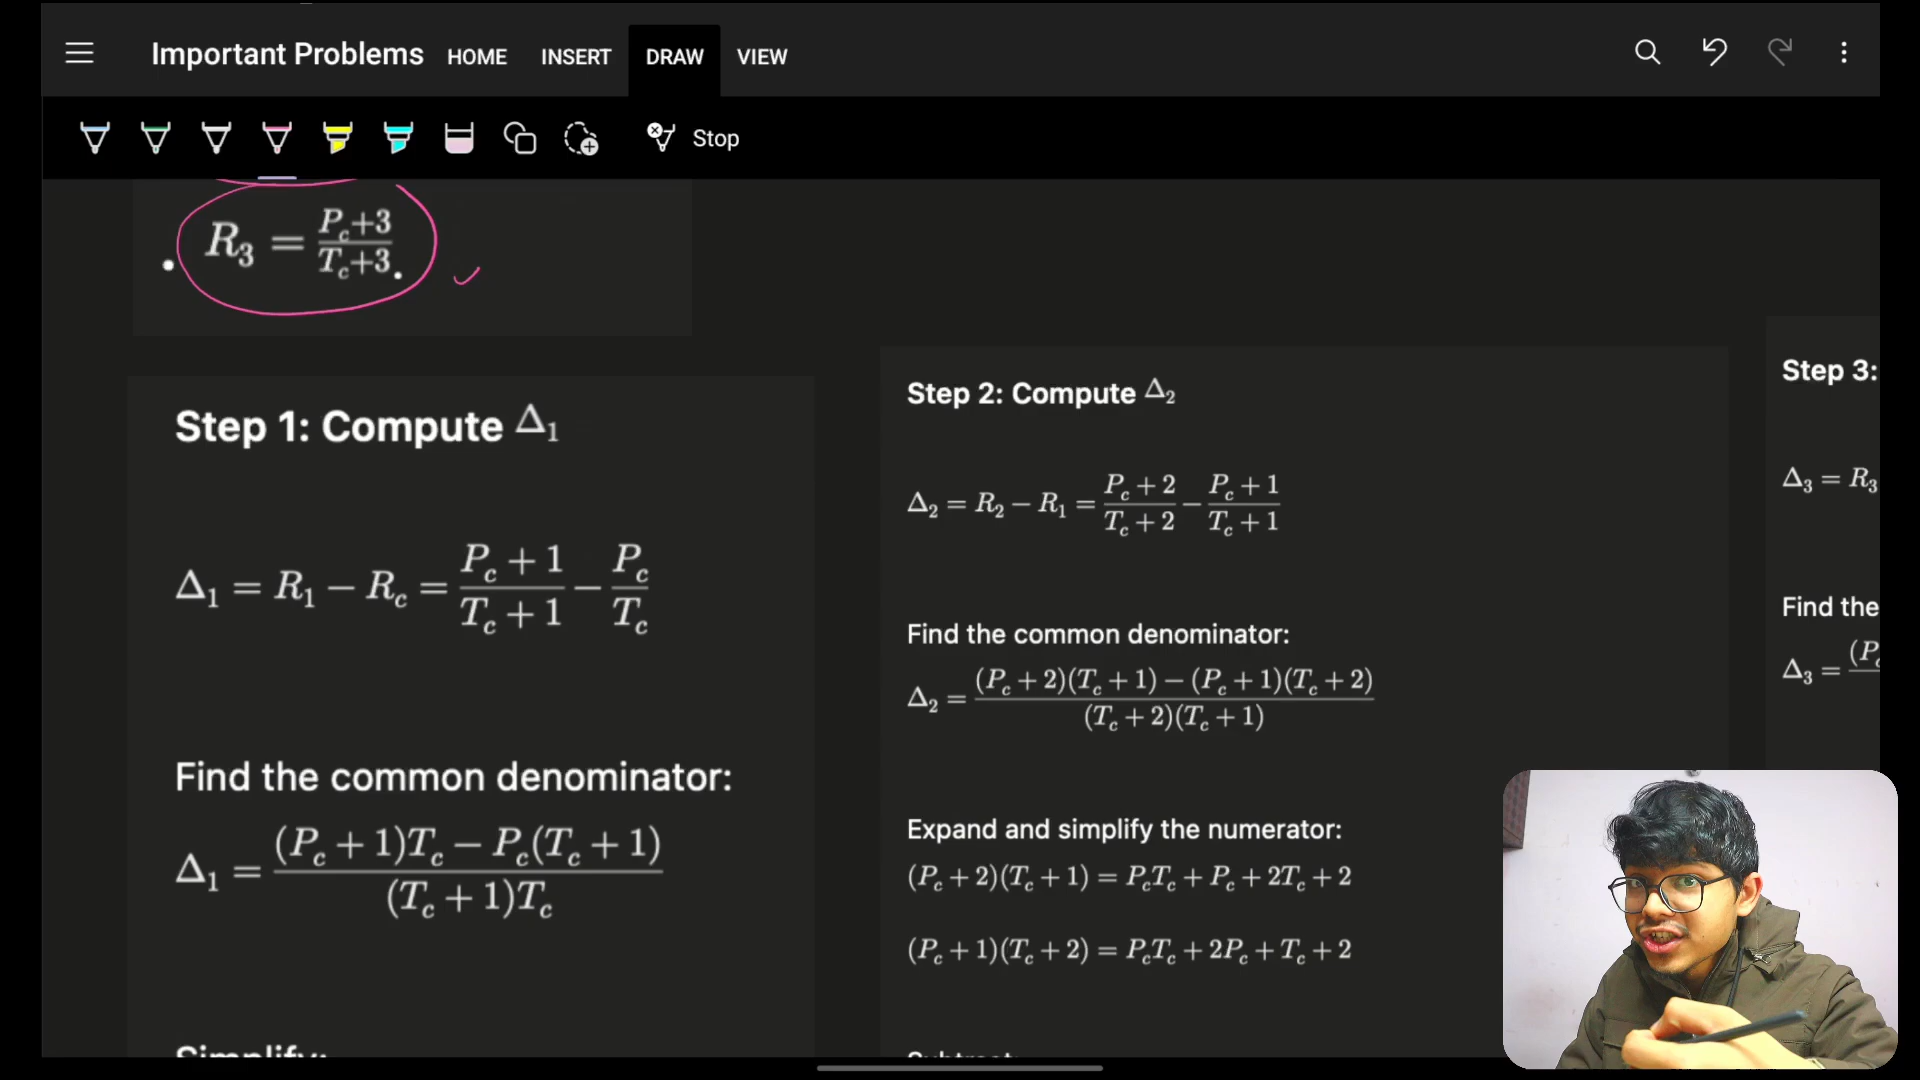 Important Problems HOME INSERT DRAW VIEW
Stop
R₃ = (P_c+3)/(T_c+3).
Step 1: Compute Δ₁
Δ₁ = R₁ − R_c = (P_c + 1)/(T_c + 1) − P_c/T_c
Find the common denominator:
Δ₁ = ((P_c + 1)T_c − P_c(T_c + 1))/((T_c + 1)T_c)
Simplify:
Step 2: Compute Δ₂
Δ₂ = R₂ − R₁ = (P_c + 2)/(T_c + 2) − (P_c + 1)/(T_c + 1)
Find the common denominator:
Δ₂ = ((P_c + 2)(T_c + 1) − (P_c + 1)(T_c + 2))/((T_c + 2)(T_c + 1))
Expand and simplify the numerator:
(P_c + 2)(T_c + 1) = P_cT_c + P_c + 2T_c + 2
(P_c + 1)(T_c + 2) = P_cT_c + 2P_c + T_c + 2
Subtract:
Step 3:
Δ₃ = R₃
Find the
Δ₃ = (P